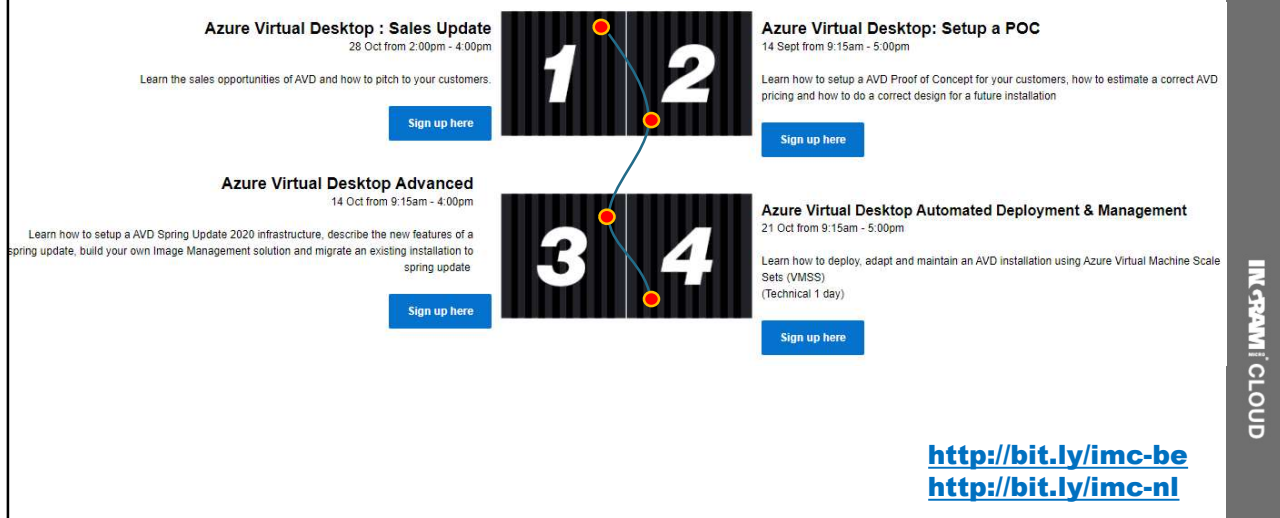 Azure Virtual Desktop : Sales Update
28 Oct from 2:00pm - 4:00pm
Learn the sales opportunities of AVD and how to pitch to your customers.
Sign up here
1
2
Azure Virtual Desktop: Setup a POC
14 Sept from 9:15am - 5:00pm
Learn how to setup a AVD Proof of Concept for your customers, how to estimate a correct AVD
pricing and how to do a correct design for a future installation
Sign up here
Azure Virtual Desktop Advanced
14 Oct from 9:15am - 4:00pm
Learn how to setup a AVD Spring Update 2020 infrastructure, describe the new features of a
spring update, build your own Image Management solution and migrate an existing installation to
spring update
Sign up here
3
4
Azure Virtual Desktop Automated Deployment & Management
21 Oct from 9:15am - 5:00pm
Learn how to deploy, adapt and maintain an AVD installation using Azure Virtual Machine Scale
Sets (VMSS)
(Technical 1 day)
Sign up here
http://bit.ly/imc-be
http://bit.ly/imc-nl
INGRAM CLOUD